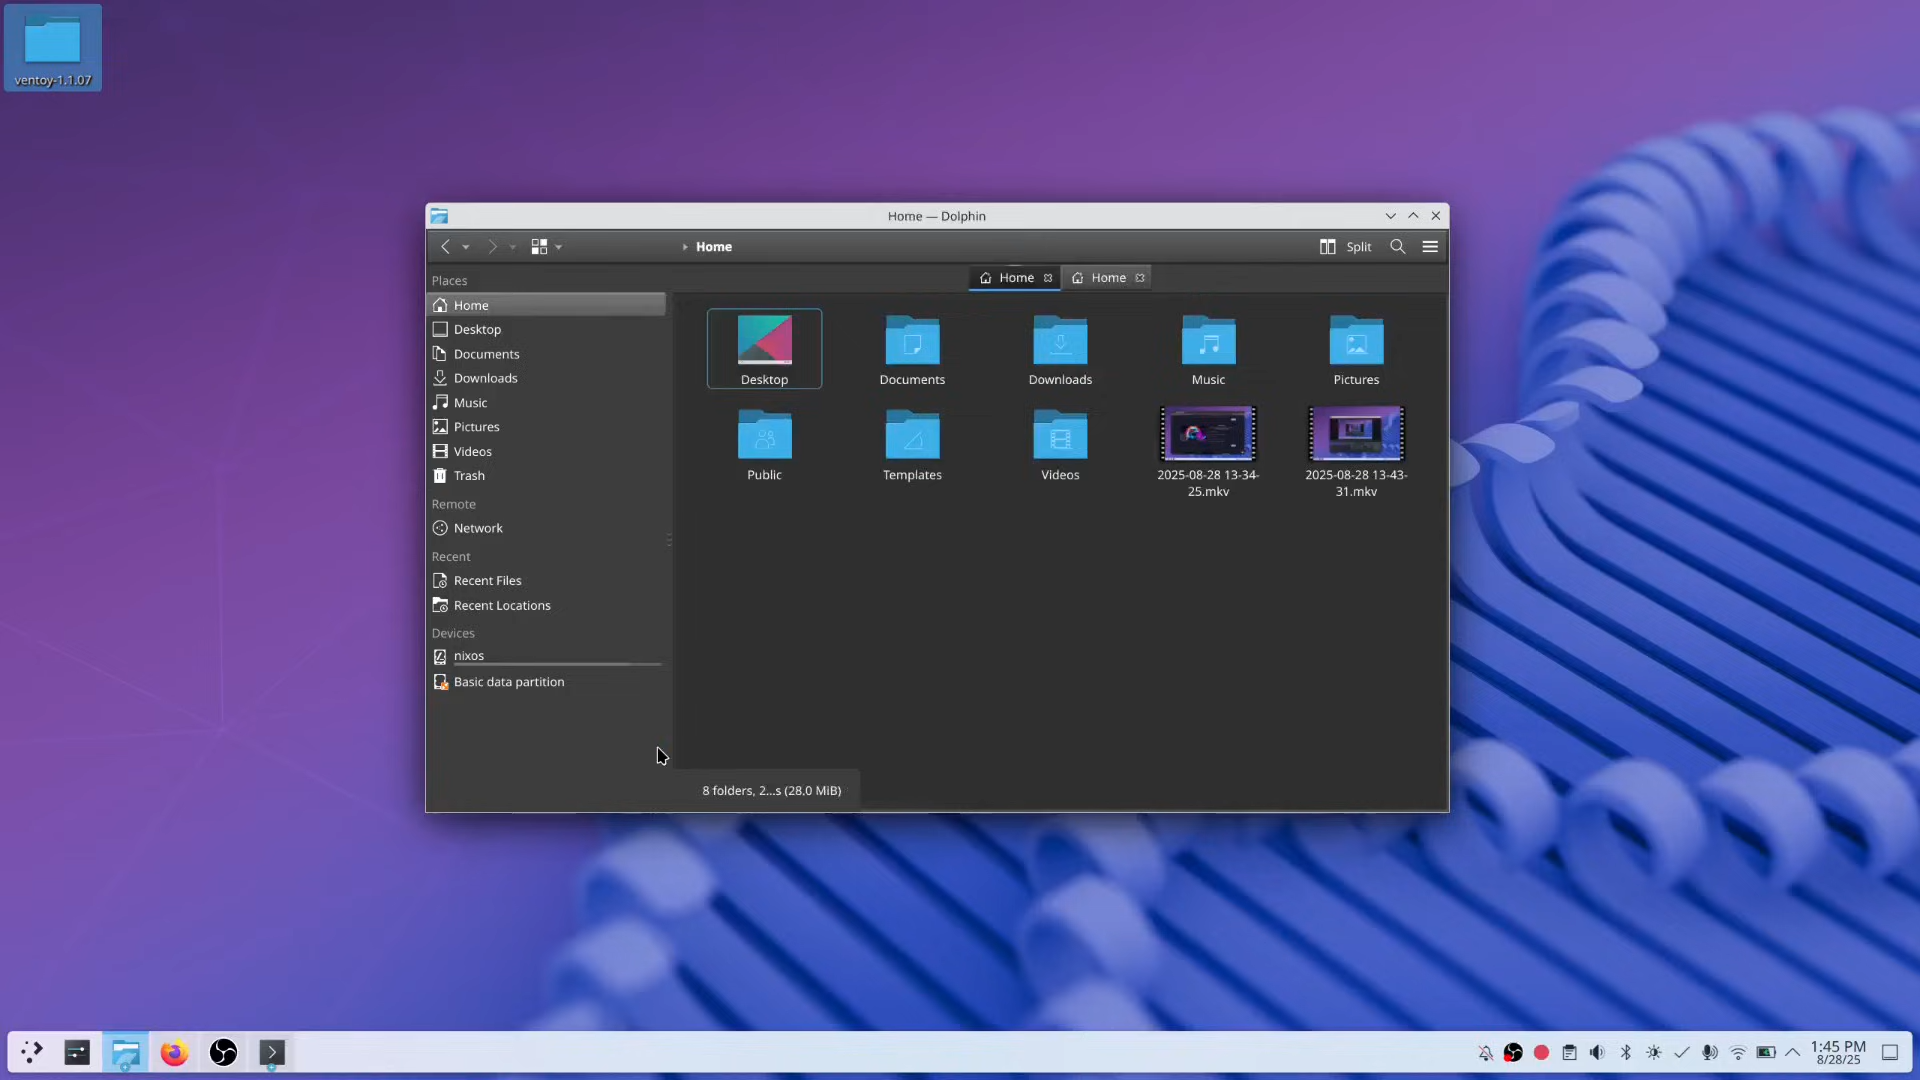 ventoy-1.1.07
Home — Dolphin
Home
Split
Places
Home
Home
Home
Desktop
Documents
Downloads
Music
Pictures
Videos
Trash
Remote
Network
Recent
Recent Files
Recent Locations
Devices
nixos
Basic data partition
Desktop
Documents
Downloads
Music
Pictures
Public
Templates
Videos
2025-08-28 13-34-
25.mkv
2025-08-28 13-43-
31.mkv
8 folders, 2...s (28.0 MiB)
1:45 PM
8/28/25